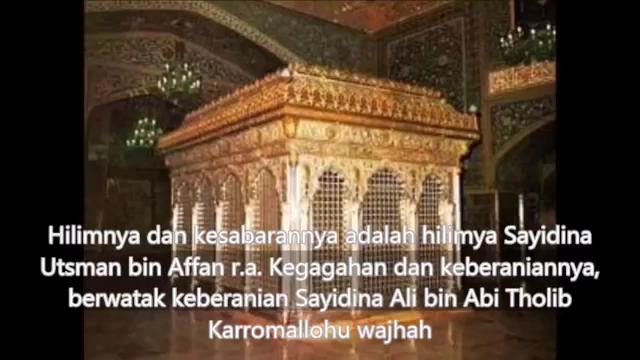 Hilimnya dan kesabarannya adalah hilimya Sayidina
Utsman bin Affan r.a. Kegagahan dan keberaniannya,
berwatak keberanian Sayidina Ali bin Abi Tholib
Karromallohu wajhah